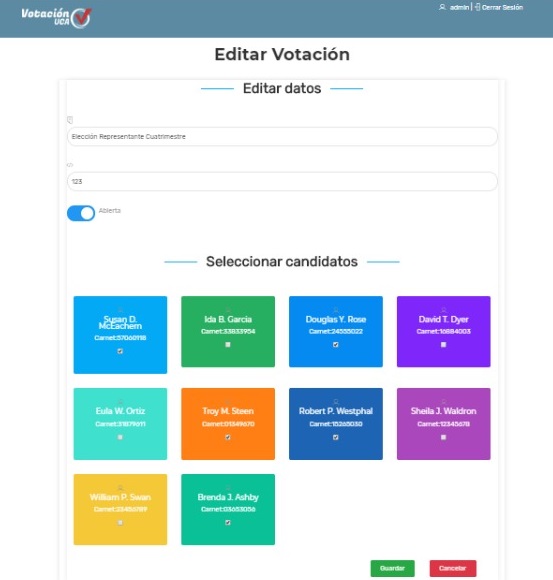 Votación
UCA
admin | Cerrar Sesión
Editar Votación
Editar datos
Elección Representante Cuatrimestre
123
Abierta
Seleccionar candidatos
Susan D. McEachern
Carnet:57060118
Ida B. Garcia
Carnet:33833954
Douglas Y. Rose
Carnet:24555022
David T. Dyer
Carnet:16884003
Eula W. Ortiz
Carnet:31879611
Troy M. Steen
Carnet:01349670
Robert P. Westphal
Carnet:15265030
Sheila J. Waldron
Carnet:12345678
William P. Swan
Carnet:23456789
Brenda J. Ashby
Carnet:03653056
Guardar
Cancelar